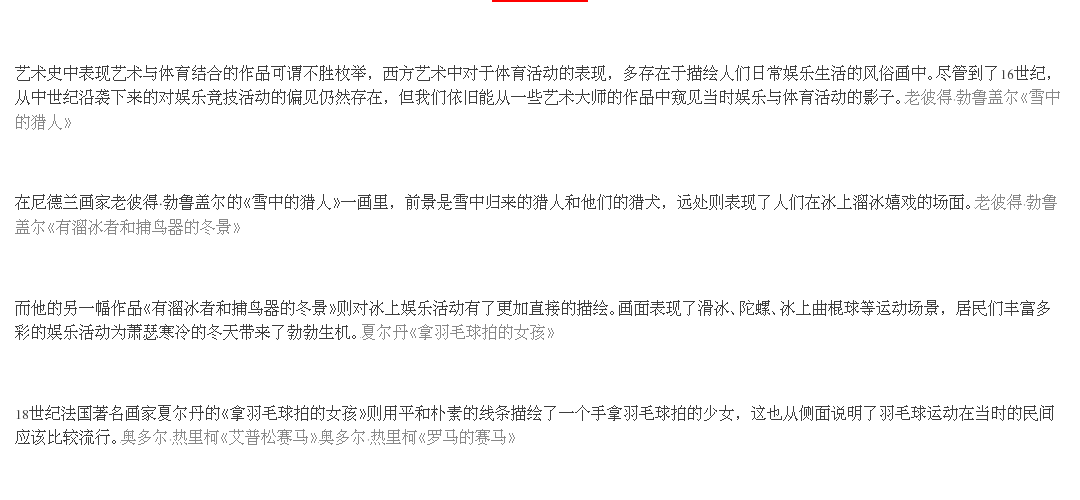 艺术史中表现艺术与体育结合的作品可谓不胜枚举，西方艺术中对于体育活动的表现，多存在于描绘人们日常娱乐生活的风俗画中。尽管到了16世纪，
从中世纪沿袭下来的对娱乐竞技活动的偏见仍然存在，但我们依旧能从一些艺术大师的作品中窥见当时娱乐与体育活动的影子。老彼得·勃鲁盖尔《雪中
的猎人》
在尼德兰画家老彼得·勃鲁盖尔的《雪中的猎人》一画里，前景是雪中归来的猎人和他们的猎犬，远处则表现了人们在冰上溜冰嬉戏的场面。老彼得·勃鲁
盖尔《有溜冰者和捕鸟器的冬景》
而他的另一幅作品《有溜冰者和捕鸟器的冬景》则对冰上娱乐活动有了更加直接的描绘。画面表现了滑冰、陀螺、冰上曲棍球等运动场景，居民们丰富多
彩的娱乐活动为萧瑟寒冷的冬天带来了勃勃生机。夏尔丹《拿羽毛球拍的女孩》
18世纪法国著名画家夏尔丹的《拿羽毛球拍的女孩》则用平和朴素的线条描绘了一个手拿羽毛球拍的少女，这也从侧面说明了羽毛球运动在当时的民间
应该比较流行。奥多尔·热里柯《艾普松赛马》奥多尔·热里柯《罗马的赛马》